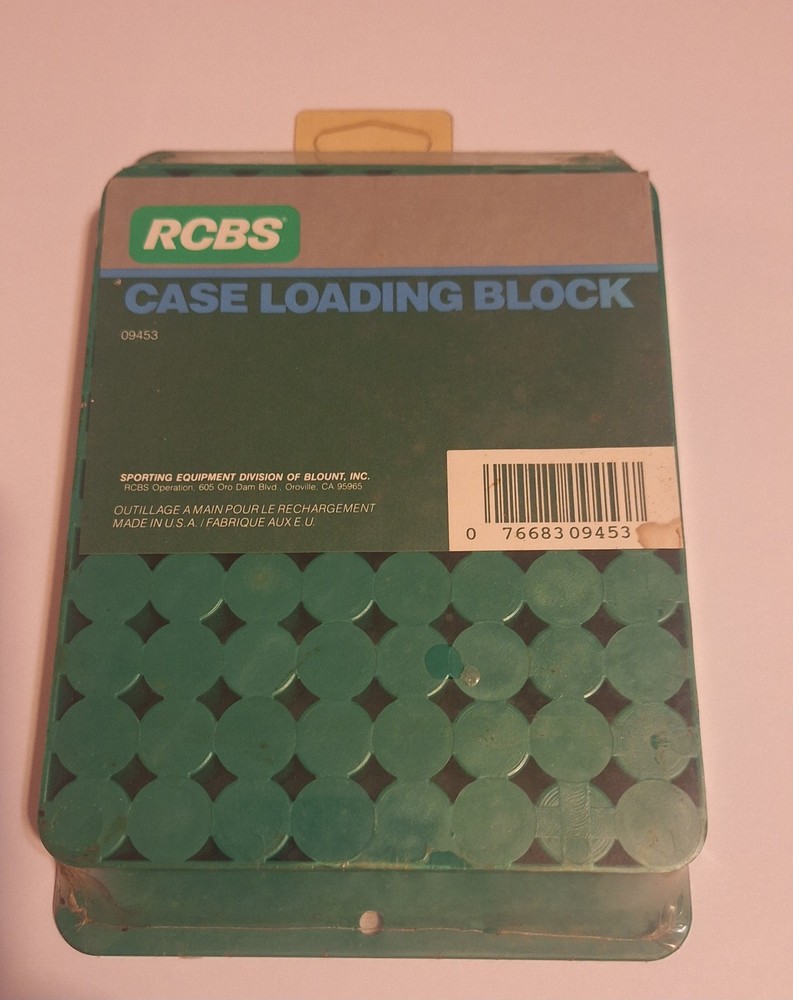 RCBS
CASE LOADING BLOCK
09453
SPORTING EQUIPMENT DIVISION OF BLOUNT, INC.
RCBS Operation, 605 Oro Dam Blvd., Oroville, CA 95965
OUTILLAGE A MAIN POUR LE RECHARGEMENT
MADE IN U.S.A. / FABRIQUE AUX E.U.
0 76683 09453